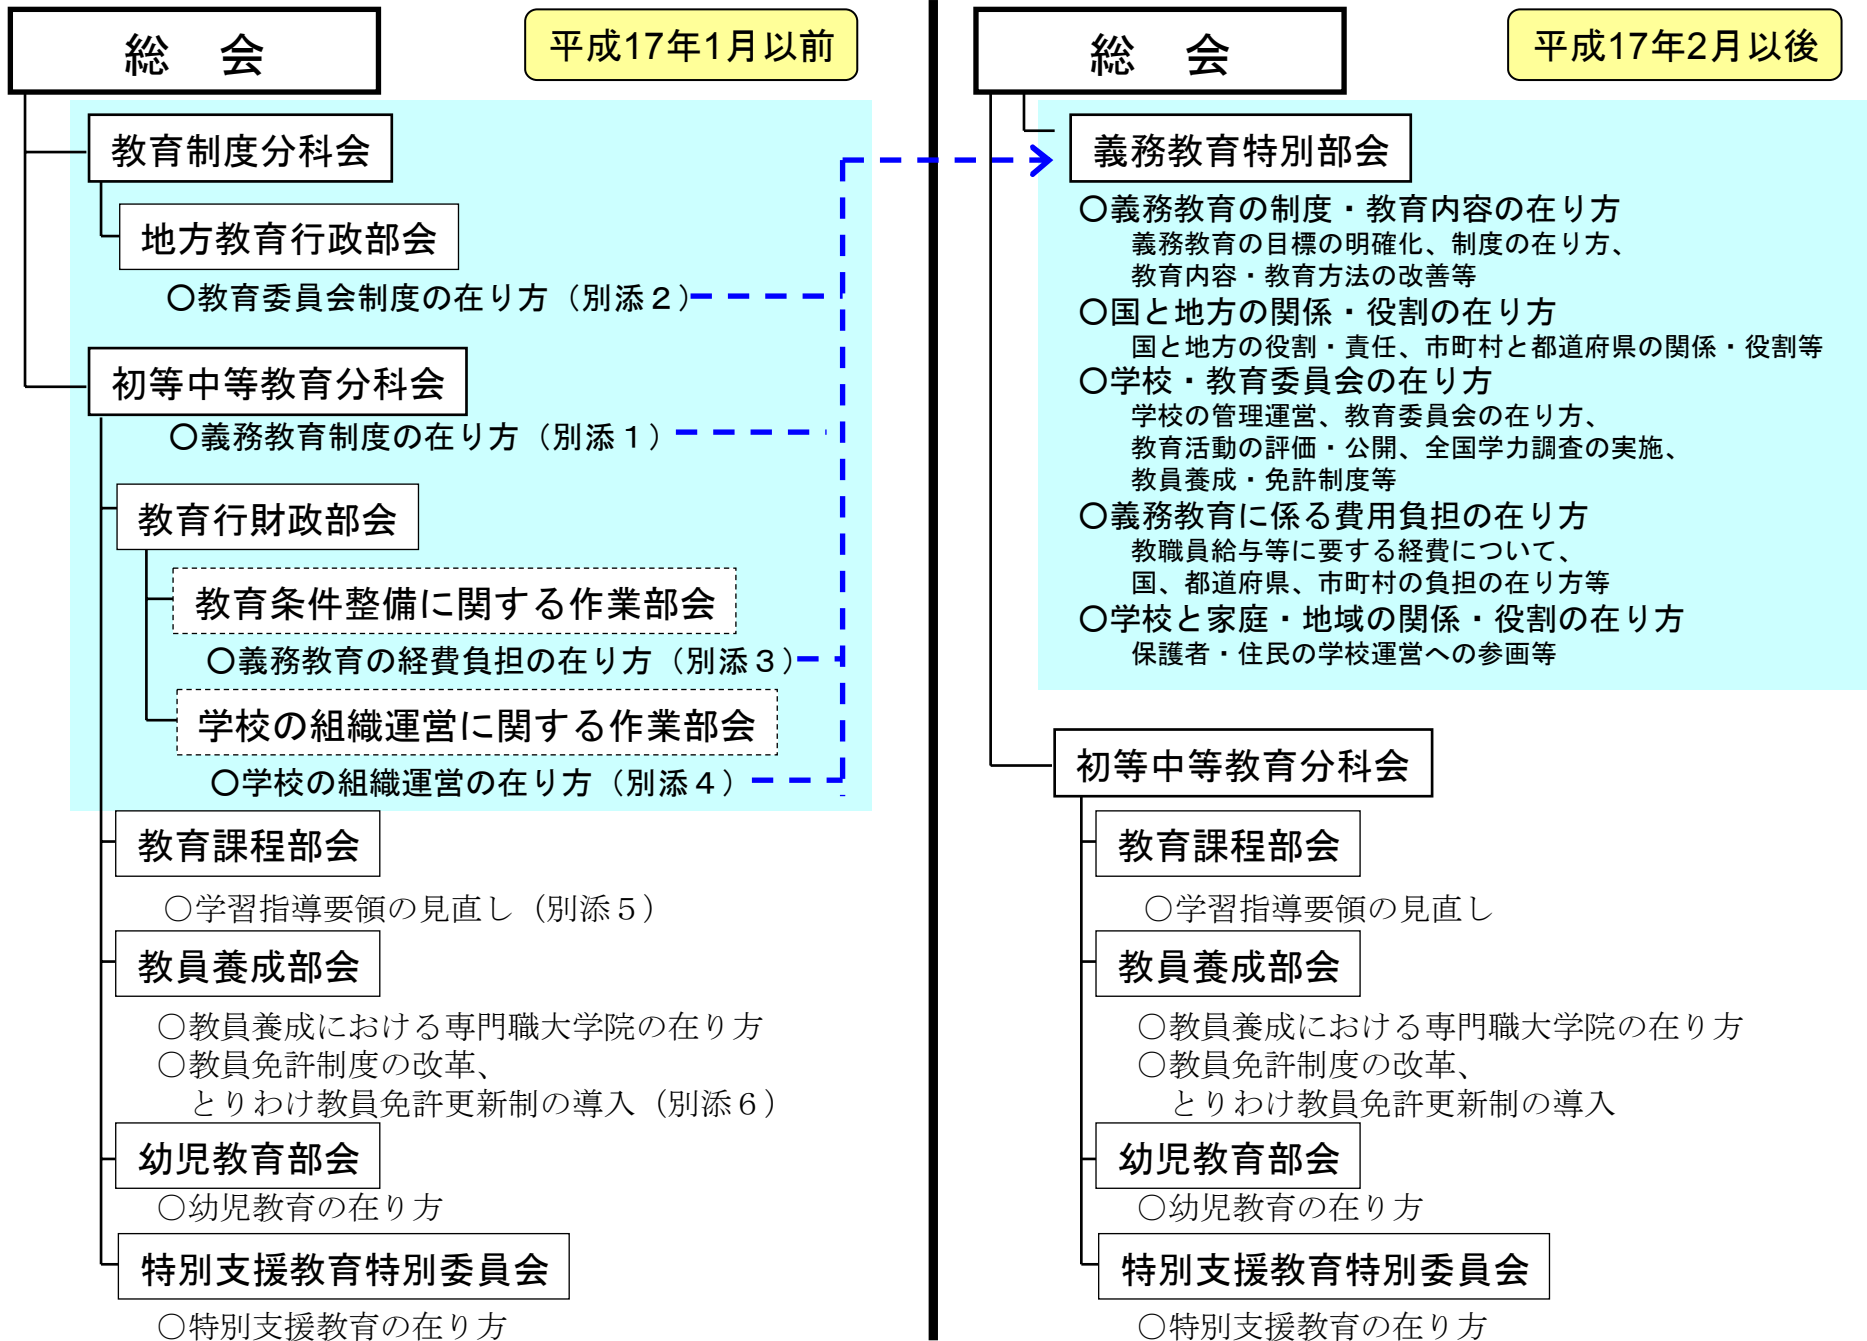 総　会
平成17年1月以前
教育制度分科会
地方教育行政部会
〇教育委員会制度の在り方（別添２）
初等中等教育分科会
〇義務教育制度の在り方（別添１）
教育行財政部会
教育条件整備に関する作業部会
〇義務教育の経費負担の在り方（別添３）
学校の組織運営に関する作業部会
〇学校の組織運営の在り方（別添４）
教育課程部会
○学習指導要領の見直し（別添５）
教員養成部会
○教員養成における専門職大学院の在り方
○教員免許制度の改革、
とりわけ教員免許更新制の導入（別添６）
幼児教育部会
○幼児教育の在り方
特別支援教育特別委員会
○特別支援教育の在り方
総　会
平成17年2月以後
義務教育特別部会
〇義務教育の制度・教育内容の在り方
義務教育の目標の明確化、制度の在り方、
教育内容・教育方法の改善等
〇国と地方の関係・役割の在り方
国と地方の役割・責任、市町村と都道府県の関係・役割等
〇学校・教育委員会の在り方
学校の管理運営、教育委員会の在り方、
教育活動の評価・公開、全国学力調査の実施、
教員養成・免許制度等
〇義務教育に係る費用負担の在り方
教職員給与等に要する経費について、
国、都道府県、市町村の負担の在り方等
〇学校と家庭・地域の関係・役割の在り方
保護者・住民の学校運営への参画等
初等中等教育分科会
教育課程部会
○学習指導要領の見直し
教員養成部会
○教員養成における専門職大学院の在り方
○教員免許制度の改革、
とりわけ教員免許更新制の導入
幼児教育部会
○幼児教育の在り方
特別支援教育特別委員会
○特別支援教育の在り方